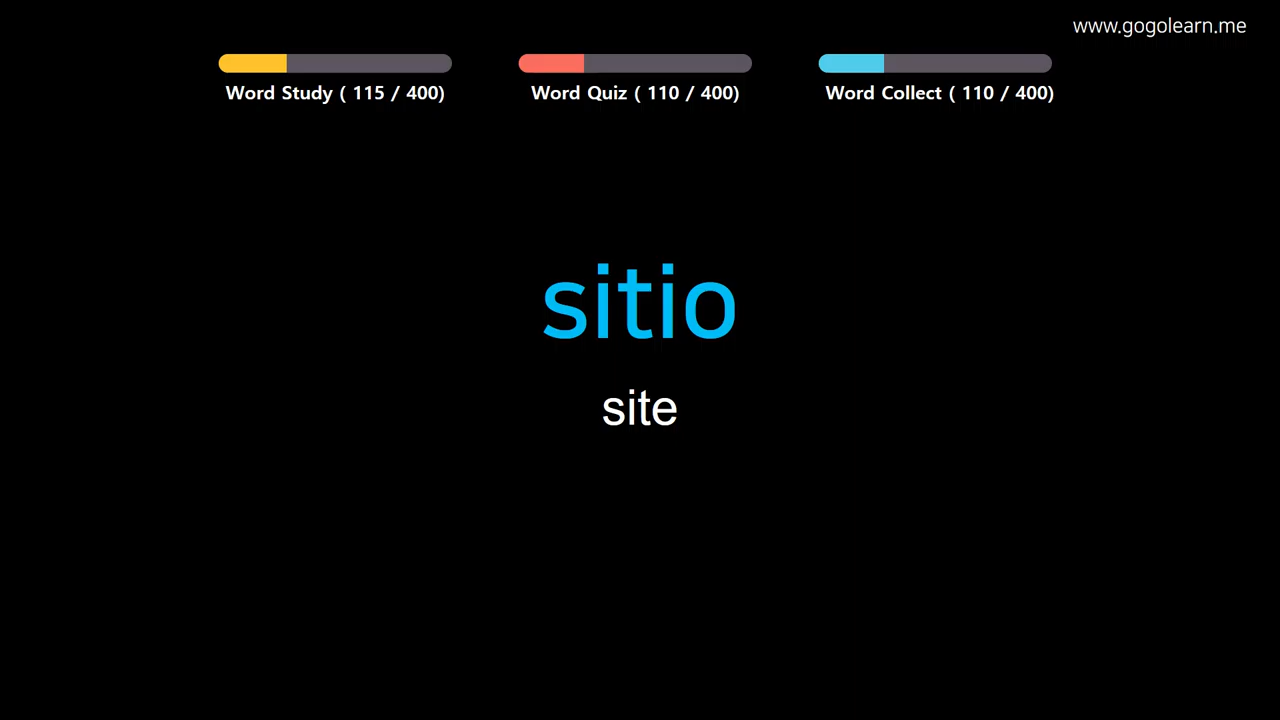 www.gogolearn.me
Word Study ( 115 / 400)
Word Quiz ( 110 / 400)
Word Collect ( 110 / 400)
sitio
site